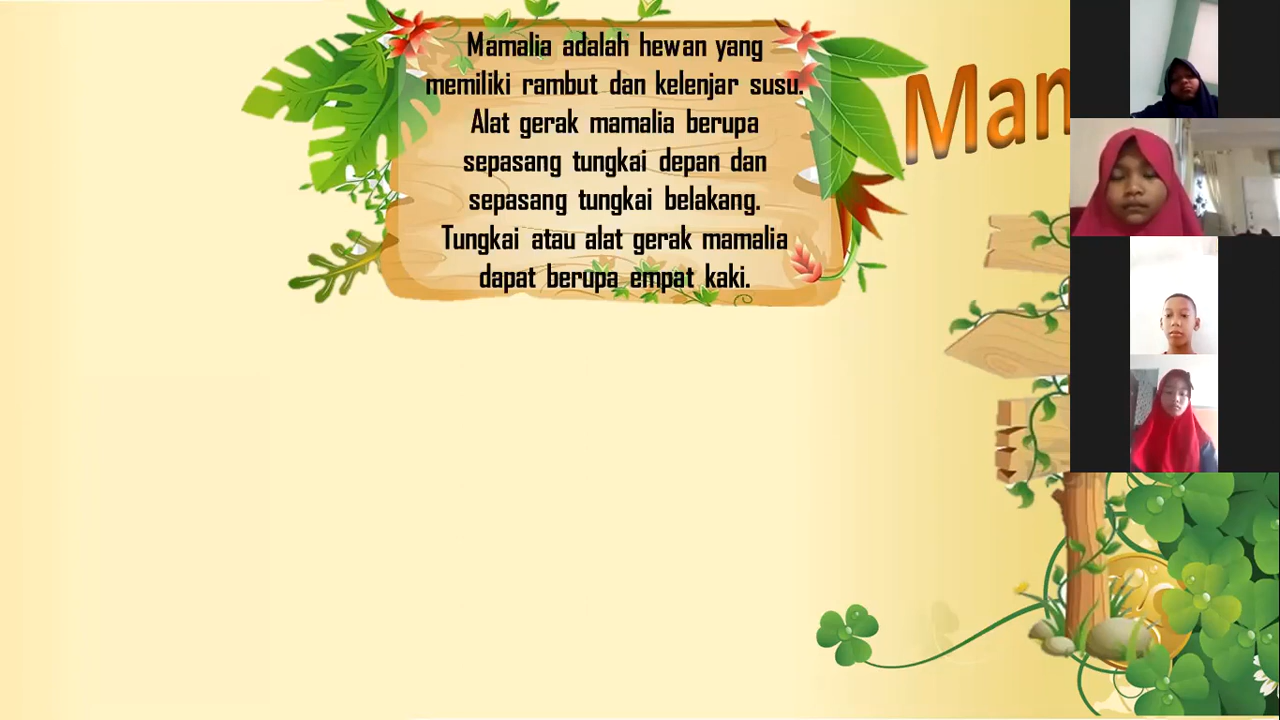 Mamalia adalah hewan yang
memiliki rambut dan kelenjar susu.
Alat gerak mamalia berupa
sepasang tungkai depan dan
sepasang tungkai belakang.
Tungkai atau alat gerak mamalia
dapat berupa empat kaki.
Mam